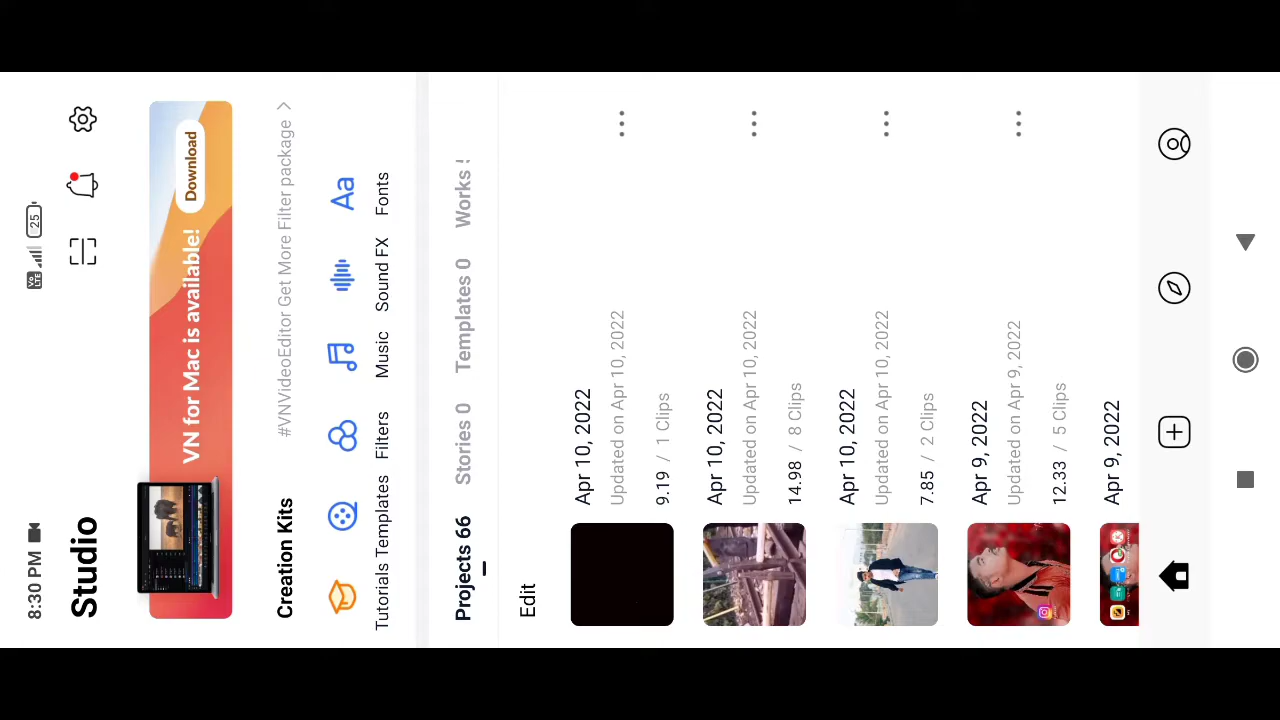 8:30 PM
Vo LTE
25
Studio
VN for Mac is available!
Download
Creation Kits
#VNVideoEditor Get More Filter package >
Tutorials
Templates
Filters
Music
Sound FX
Aa
Fonts
Projects 66
Stories 0
Templates 0
Works
Edit
Apr 10, 2022
Updated on Apr 10, 2022
9.19 / 1 Clips
Apr 10, 2022
Updated on Apr 10, 2022
14.98 / 8 Clips
Apr 10, 2022
Updated on Apr 10, 2022
7.85 / 2 Clips
Apr 9, 2022
Updated on Apr 9, 2022
12.33 / 5 Clips
Apr 9, 2022